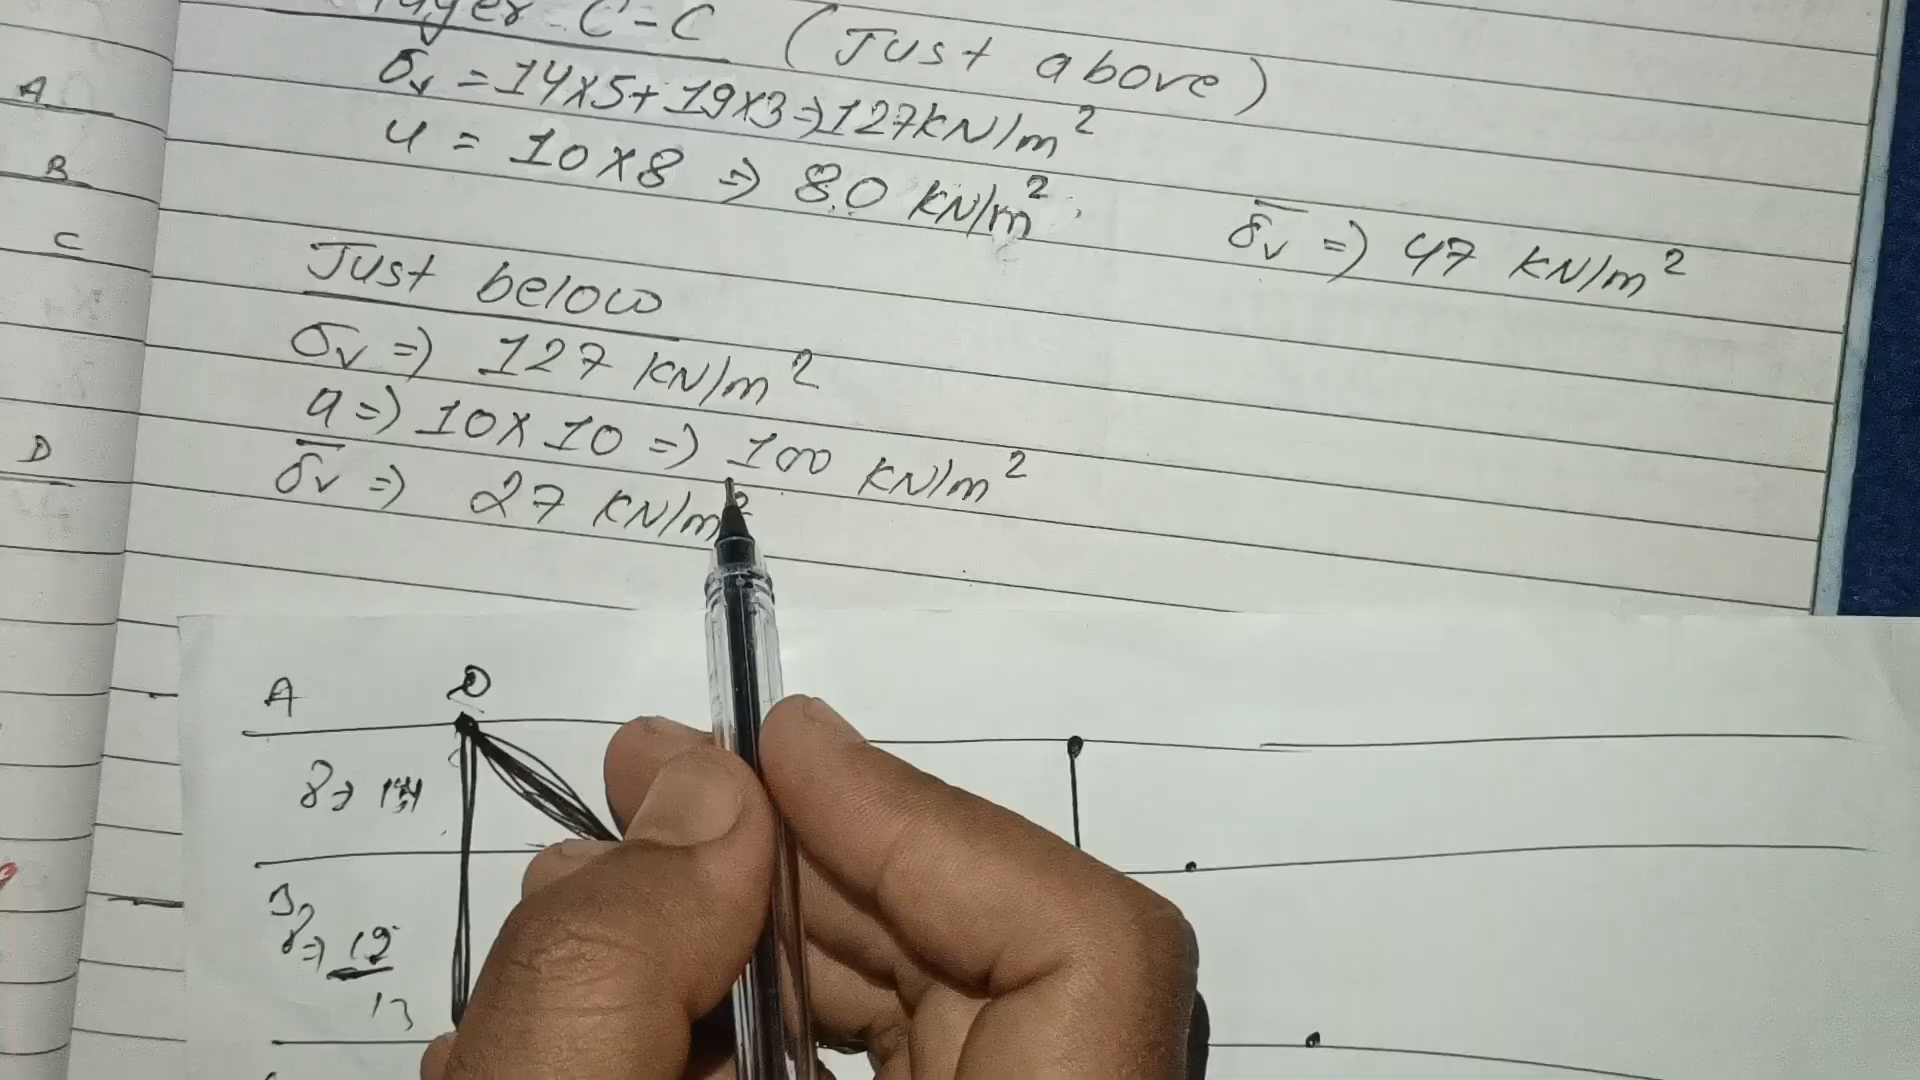 layer C-C (Just above)
σv = 14×5+19×3 ⇒ 127 KN/m²
u = 10×8 ⇒ 80 KN/m²
σ̄v ⇒ 47 KN/m²
Just below
σv ⇒ 127 KN/m²
u ⇒ 10×10 ⇒ 100 KN/m²
σ̄v ⇒ 27 KN/m²
A
B
C
D
A
γ ⇒ 14
B
γ ⇒ 19